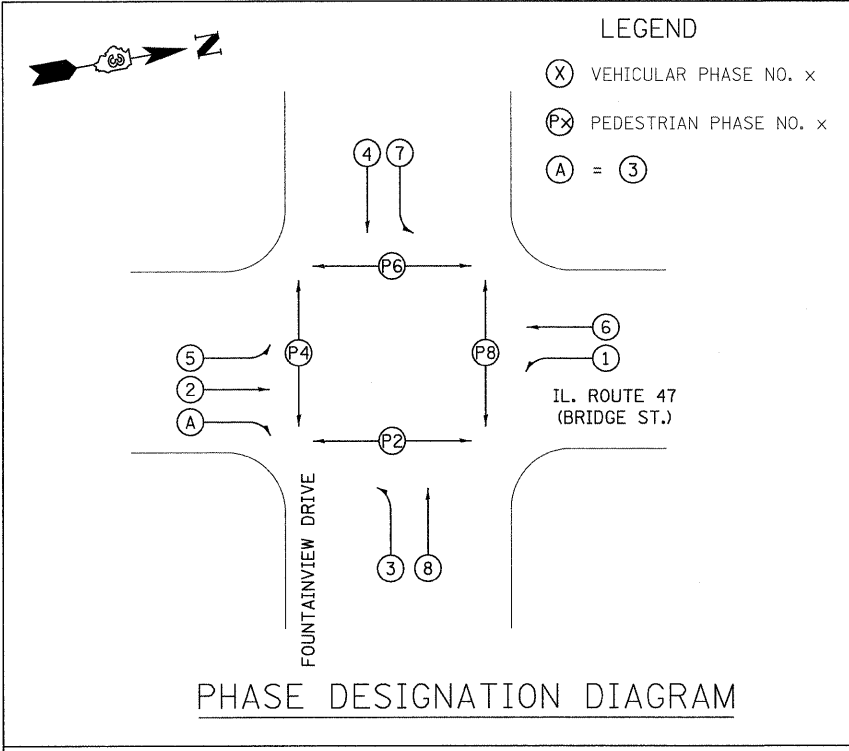 N
LEGEND
X VEHICULAR PHASE NO. x
Px PEDESTRIAN PHASE NO. x
A = 3
4 7
P6
6
5 P4 P8 1
2
IL. ROUTE 47
(BRIDGE ST.)
A
P2
FOUNTAINVIEW DRIVE
3 8
PHASE DESIGNATION DIAGRAM